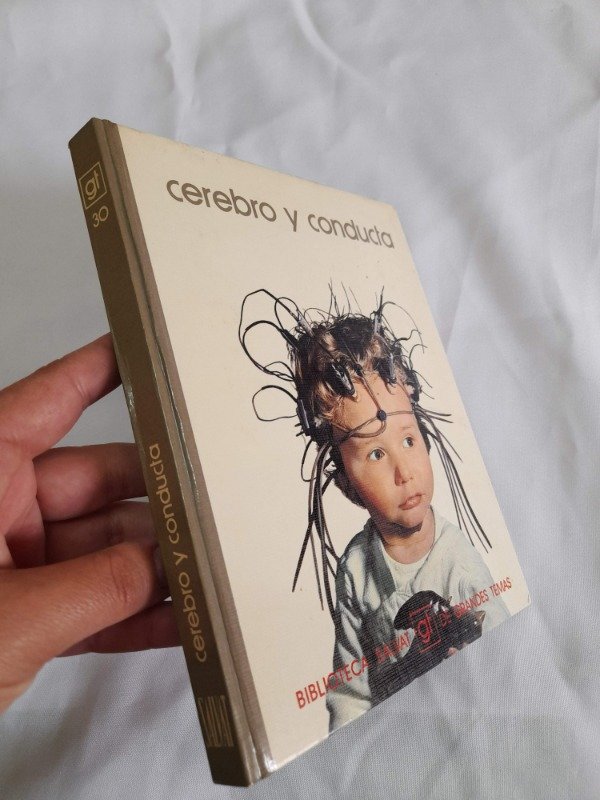 gt
30
cerebro y conducta
SALVAT
cerebro y conducta
BIBLIOTECA SALVAT gt DE GRANDES TEMAS